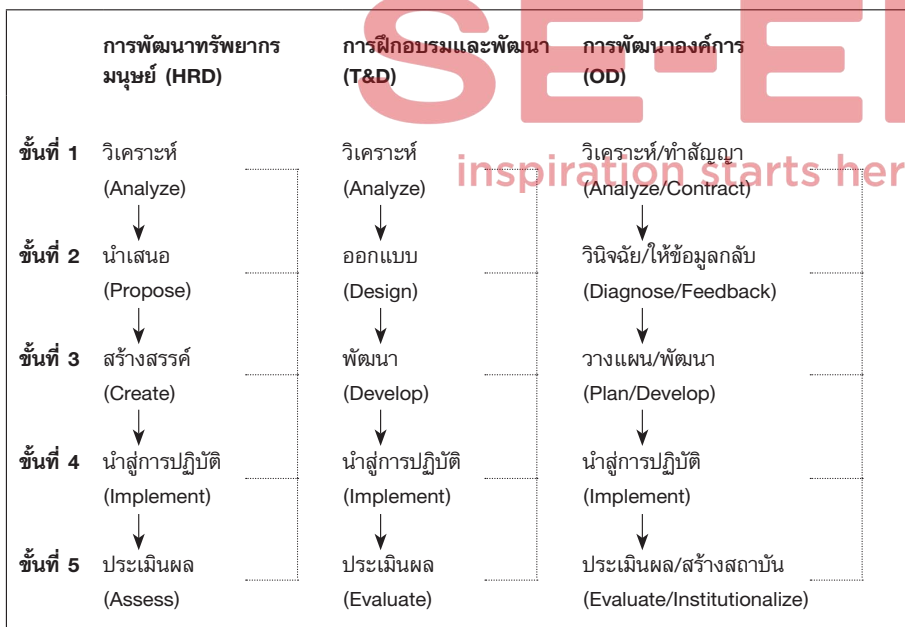 SE-E
inspiration starts her
การพัฒนาทรัพยากร การฝึกอบรมและพัฒนา การพัฒนาองค์การ
มนุษย์ (HRD) (T&D) (OD)
ขั้นที่ 1 วิเคราะห์ วิเคราะห์ วิเคราะห์/ทำสัญญา
(Analyze) (Analyze) (Analyze/Contract)
ขั้นที่ 2 นำเสนอ ออกแบบ วินิจฉัย/ให้ข้อมูลกลับ
(Propose) (Design) (Diagnose/Feedback)
ขั้นที่ 3 สร้างสรรค์ พัฒนา วางแผน/พัฒนา
(Create) (Develop) (Plan/Develop)
ขั้นที่ 4 นำสู่การปฏิบัติ นำสู่การปฏิบัติ นำสู่การปฏิบัติ
(Implement) (Implement) (Implement)
ขั้นที่ 5 ประเมินผล ประเมินผล ประเมินผล/สร้างสถาบัน
(Assess) (Evaluate) (Evaluate/Institutionalize)